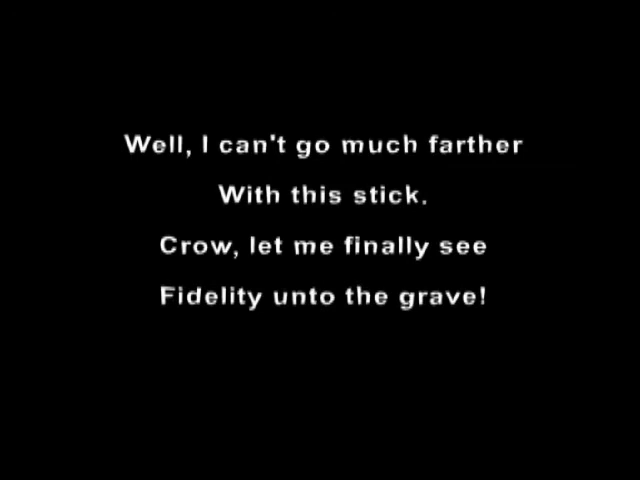 Well, I can't go much farther
With this stick.
Crow, let me finally see
Fidelity unto the grave!